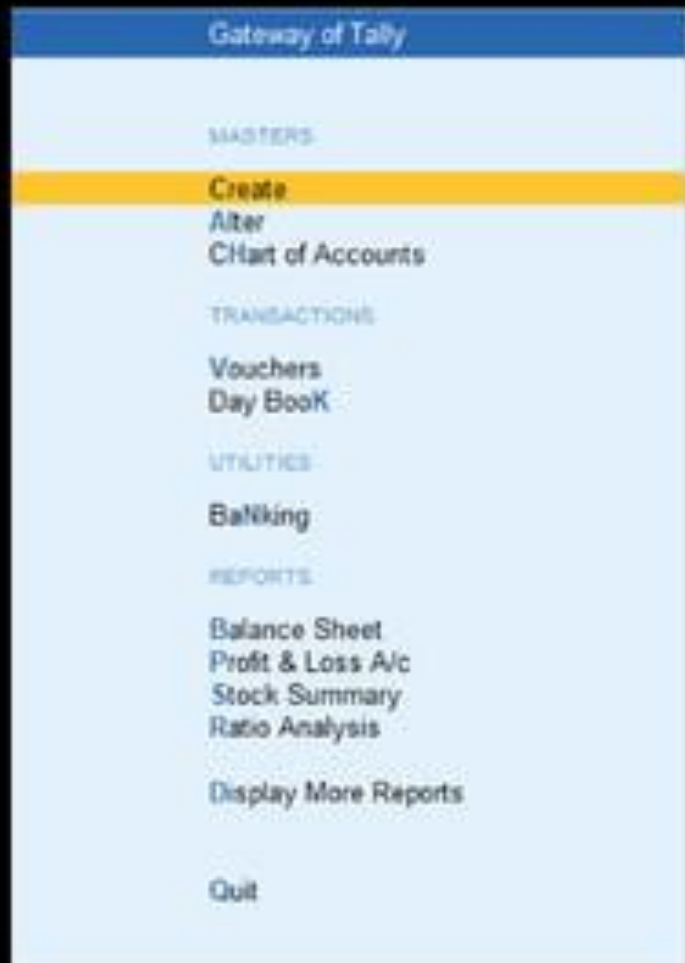 Gateway of Tally
MASTERS
Create
Alter
CHart of Accounts
TRANSACTIONS
Vouchers
Day BooK
UTILITIES
BaNking
REPORTS
Balance Sheet
Profit & Loss A/c
Stock Summary
Ratio Analysis
Display More Reports
Quit